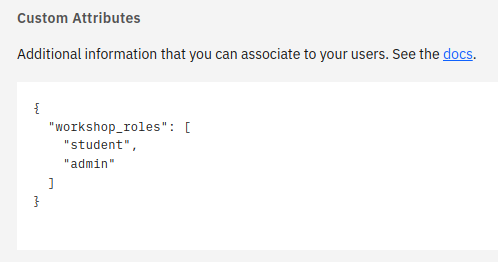 Custom Attributes
Additional information that you can associate to your users. See the docs.
{
  "workshop_roles": [
    "student",
    "admin"
  ]
}